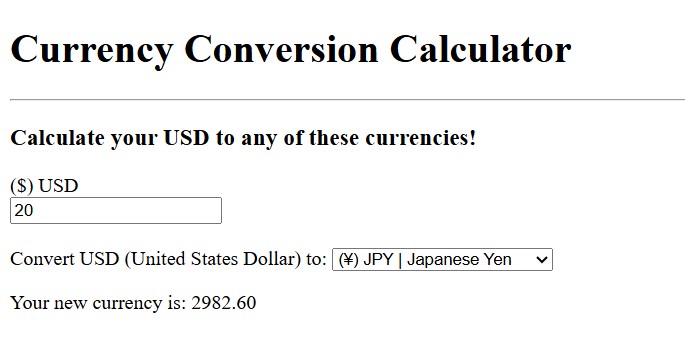 Currency Conversion Calculator
Calculate your USD to any of these currencies!
($) USD
20
Convert USD (United States Dollar) to: (¥) JPY | Japanese Yen
Your new currency is: 2982.60